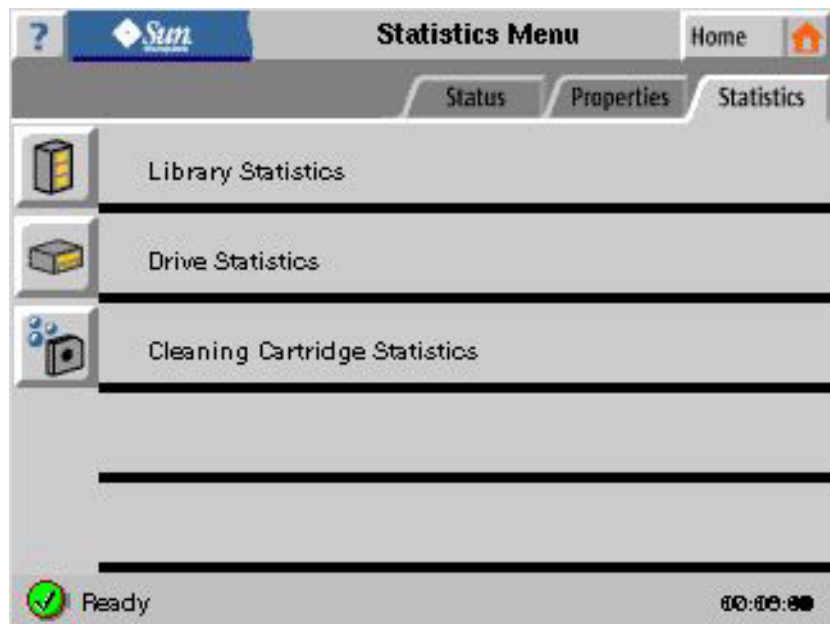 ?
Sun
Statistics Menu
Home
Status
Properties
Statistics
Library Statistics
Drive Statistics
Cleaning Cartridge Statistics
Ready